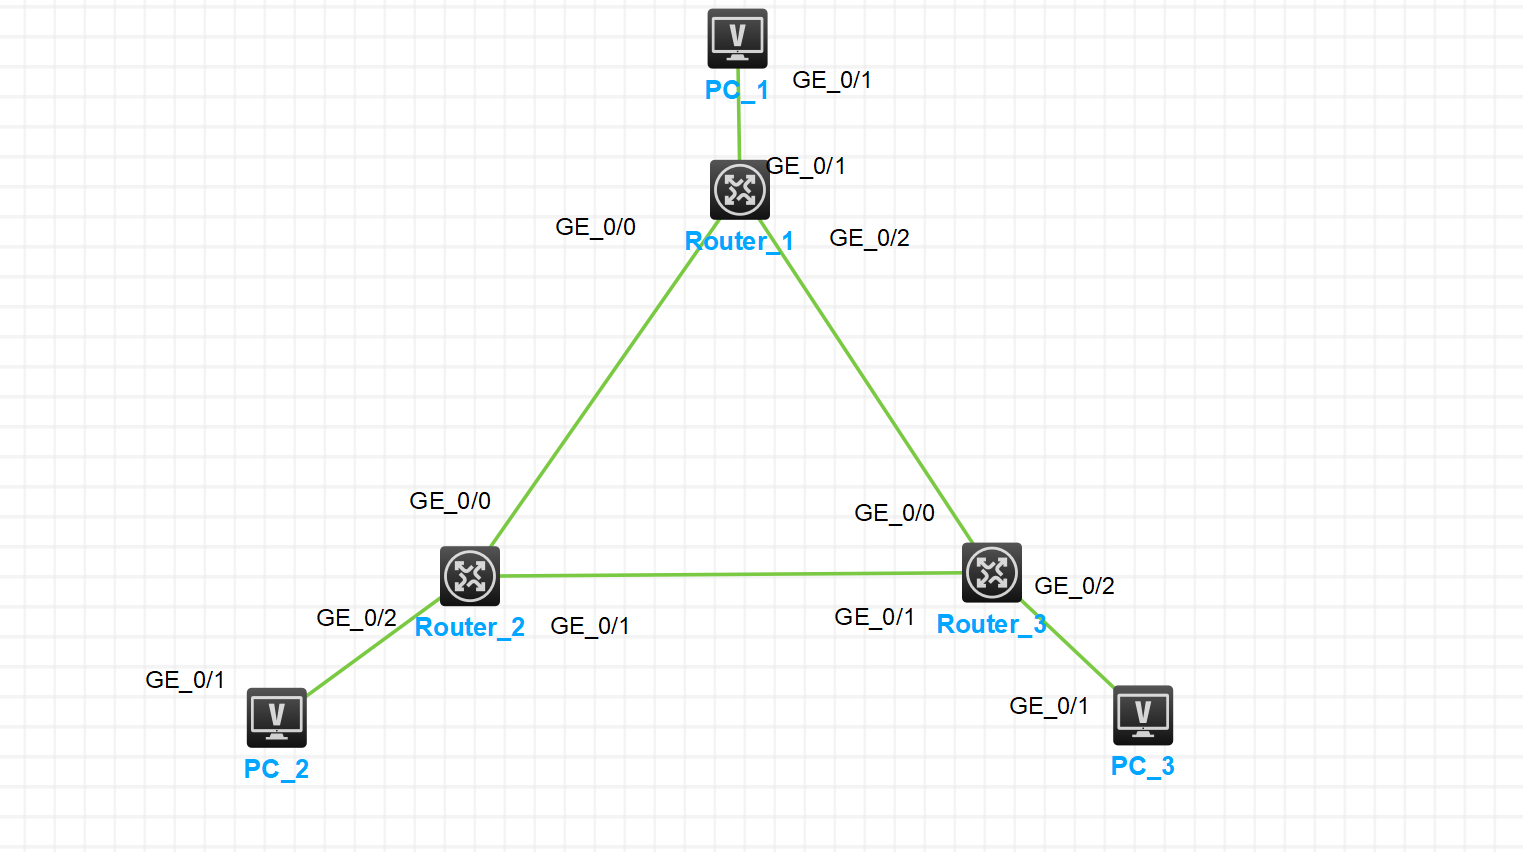 V
PC_1
GE_0/1
GE_0/1
GE_0/0
Router_1
GE_0/2
GE_0/0
GE_0/0
GE_0/2
GE_0/2
Router_2
GE_0/1
GE_0/1
Router_3
GE_0/1
V
PC_2
GE_0/1
V
PC_3